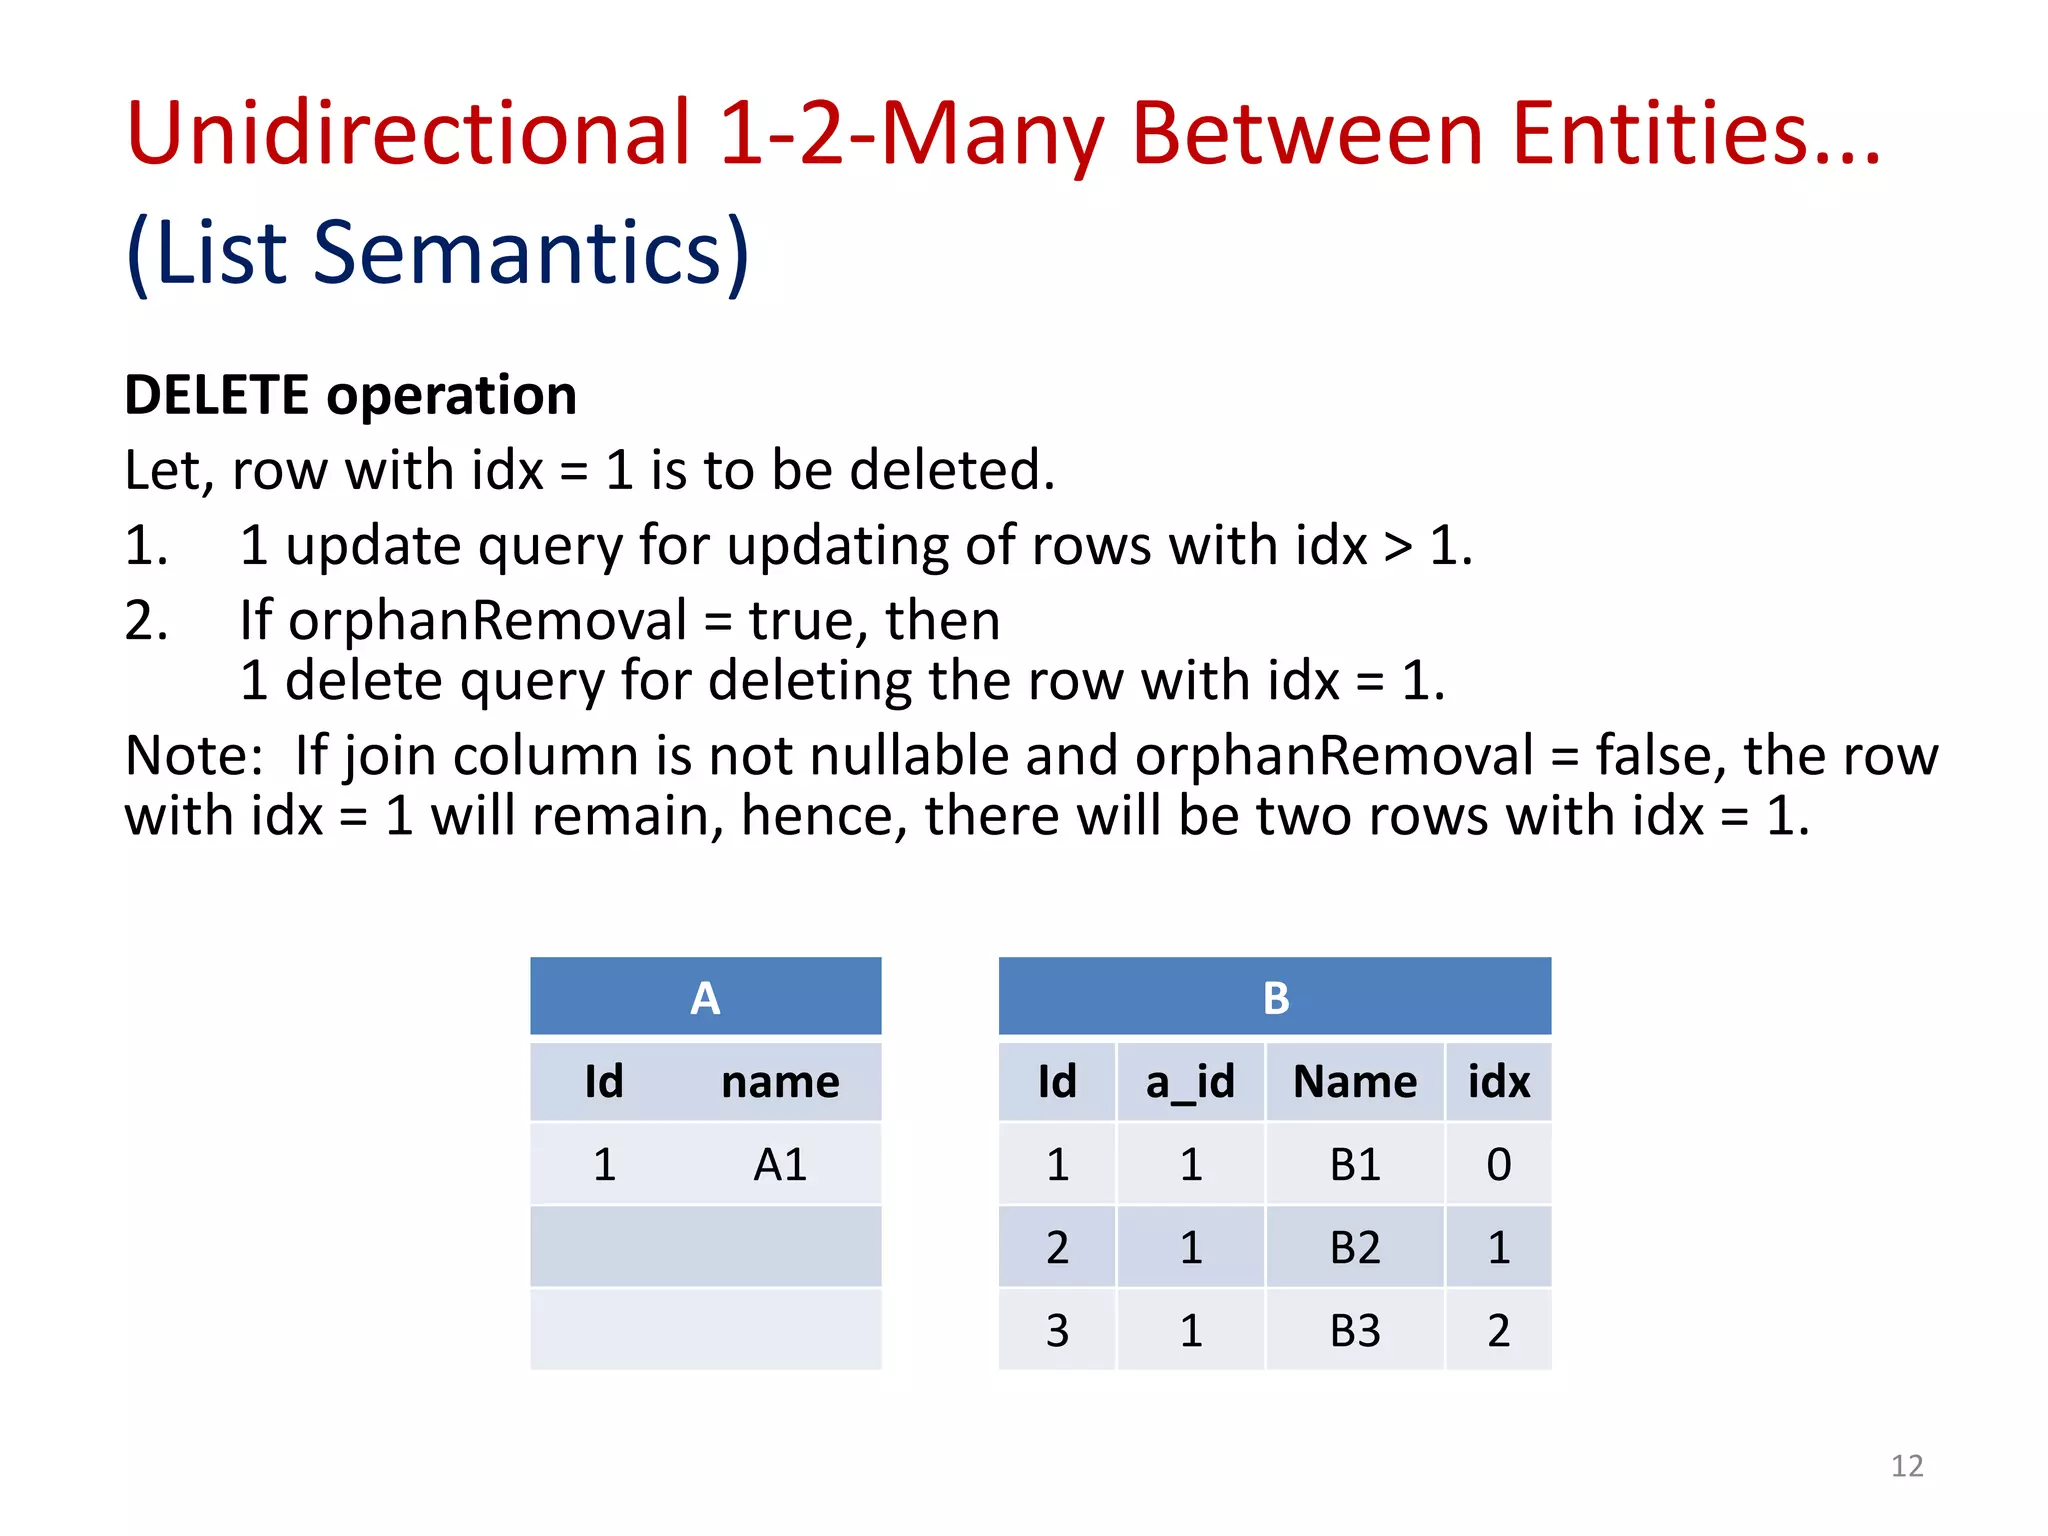 Unidirectional 1-2-Many Between Entities...
(List Semantics)
DELETE operation
Let, row with idx = 1 is to be deleted.
1. 1 update query for updating of rows with idx > 1.
2. If orphanRemoval = true, then
1 delete query for deleting the row with idx = 1.
Note: If join column is not nullable and orphanRemoval = false, the row
with idx = 1 will remain, hence, there will be two rows with idx = 1.
A
Id name
1 A1
B
Id a_id Name idx
1 1 B1 0
2 1 B2 1
3 1 B3 2
12